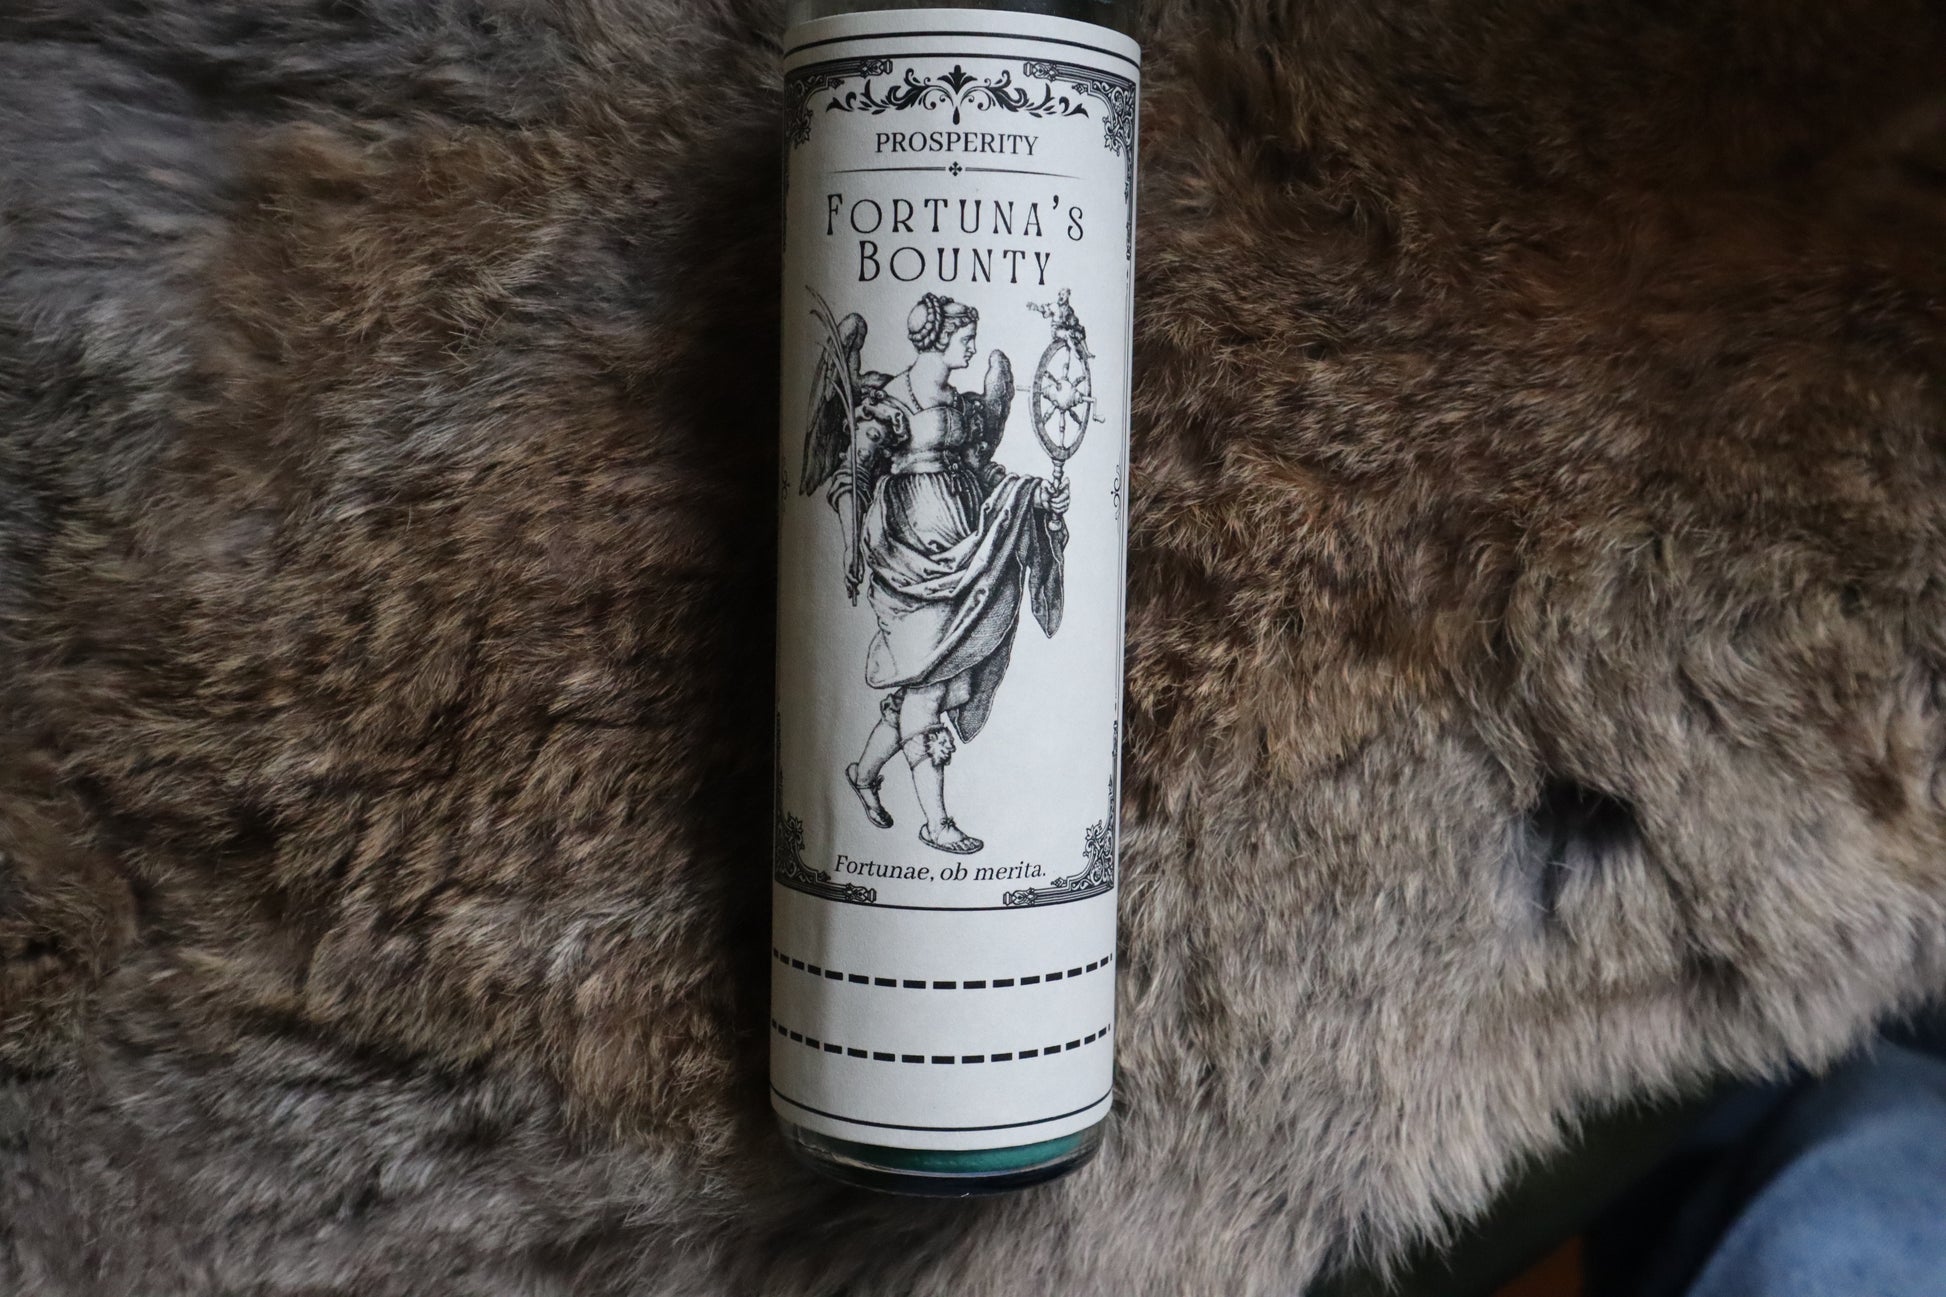 PROSPERITY
FORTUNA'S
BOUNTY
Fortunae, ob merita.